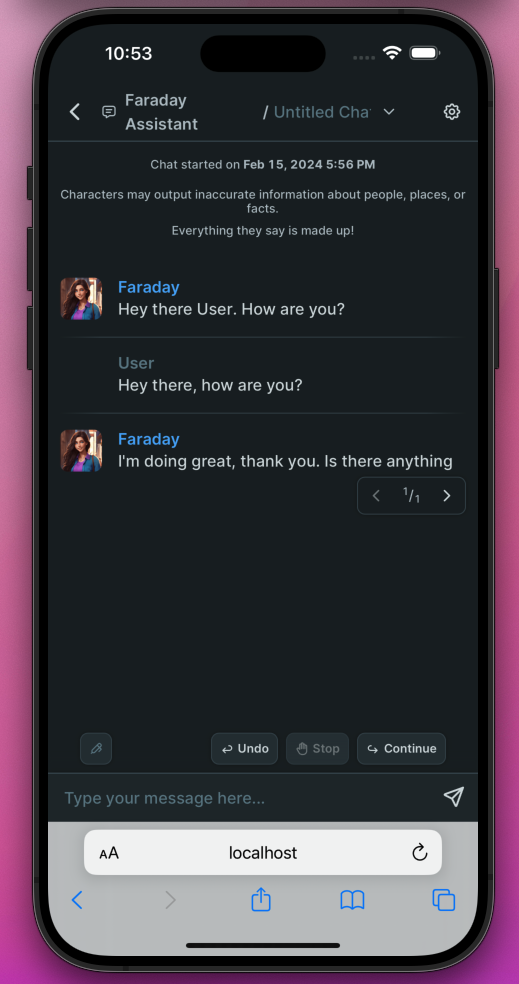 10:53
Faraday
Assistant
/ Untitled Cha
Chat started on Feb 15, 2024 5:56 PM
Characters may output inaccurate information about people, places, or
facts.
Everything they say is made up!
Faraday
Hey there User. How are you?
User
Hey there, how are you?
Faraday
I'm doing great, thank you. Is there anything
1/1
Undo
Stop
Continue
Type your message here...
AA
localhost